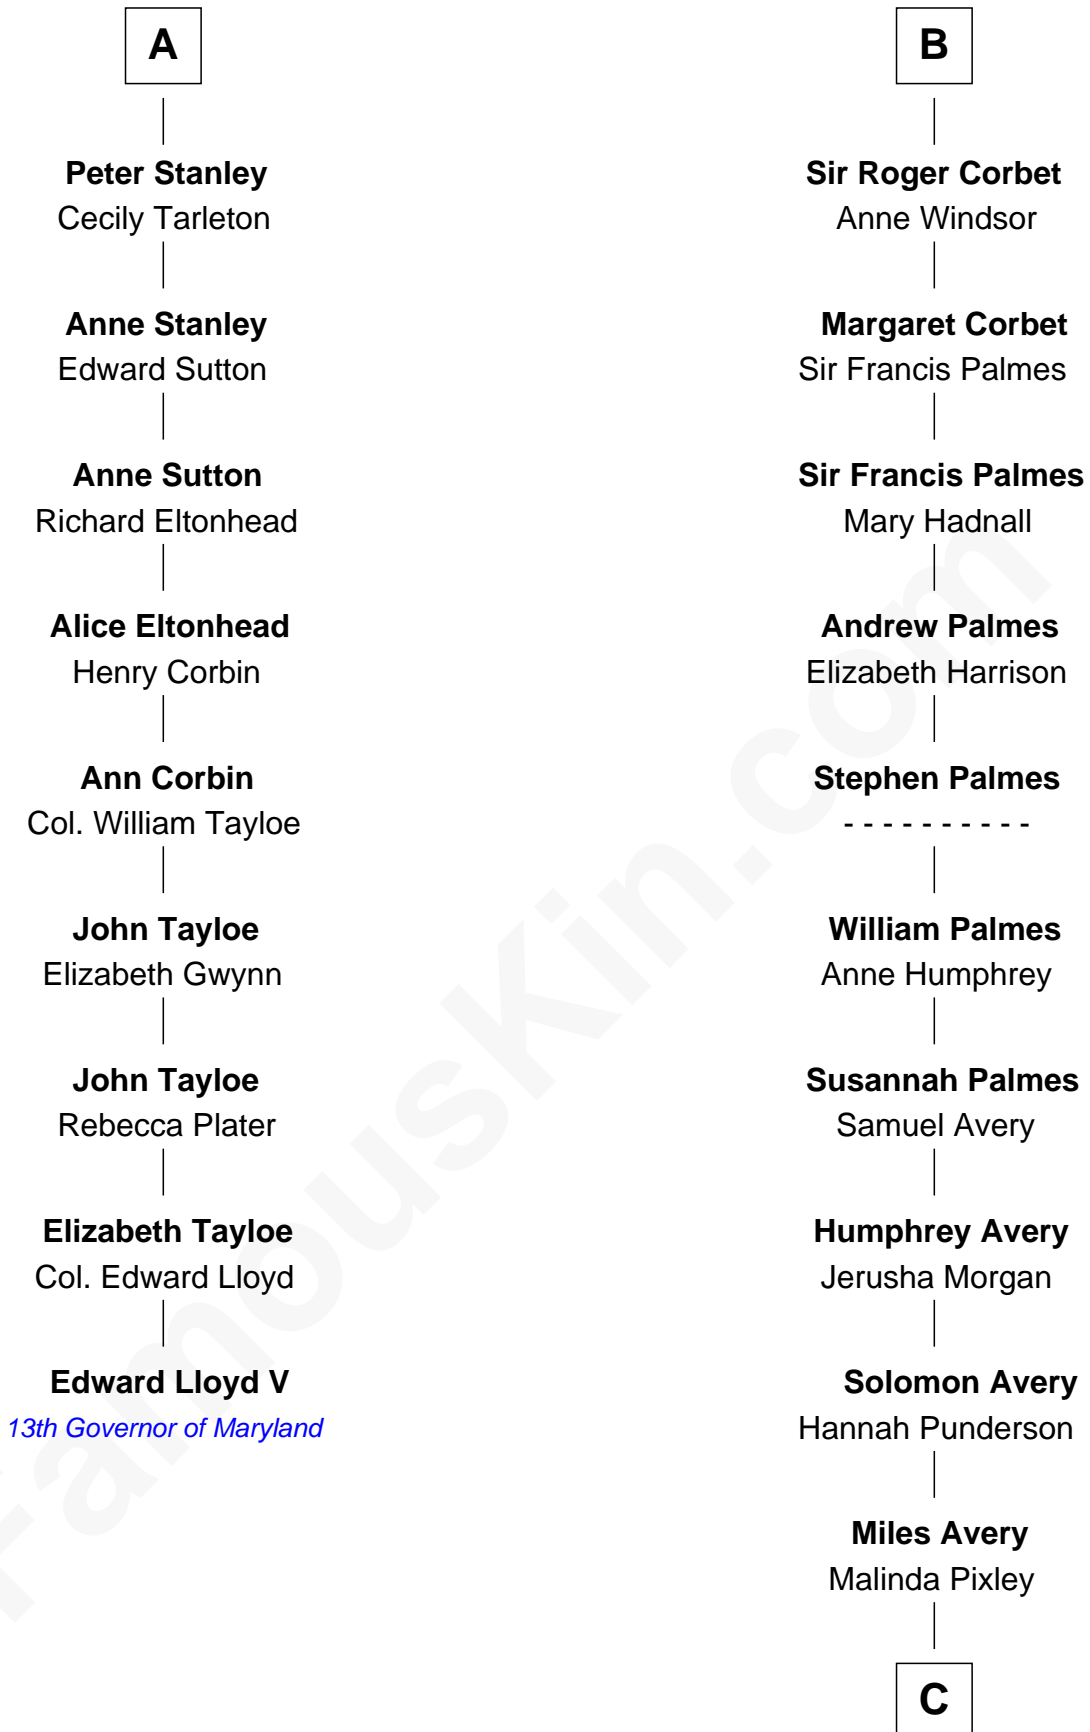 A
Peter Stanley
Cecily Tarleton
Anne Stanley
Edward Sutton
Anne Sutton
Richard Eltonhead
Alice Eltonhead
Henry Corbin
Ann Corbin
Col. William Tayloe
John Tayloe
Elizabeth Gwynn
John Tayloe
Rebecca Plater
Elizabeth Tayloe
Col. Edward Lloyd
Edward Lloyd V
13th Governor of Maryland
B
Sir Roger Corbet
Anne Windsor
Margaret Corbet
Sir Francis Palmes
Sir Francis Palmes
Mary Hadnall
Andrew Palmes
Elizabeth Harrison
Stephen Palmes
- - - - - - - - - -
William Palmes
Anne Humphrey
Susannah Palmes
Samuel Avery
Humphrey Avery
Jerusha Morgan
Solomon Avery
Hannah Punderson
Miles Avery
Malinda Pixley
C
FamousKin.com